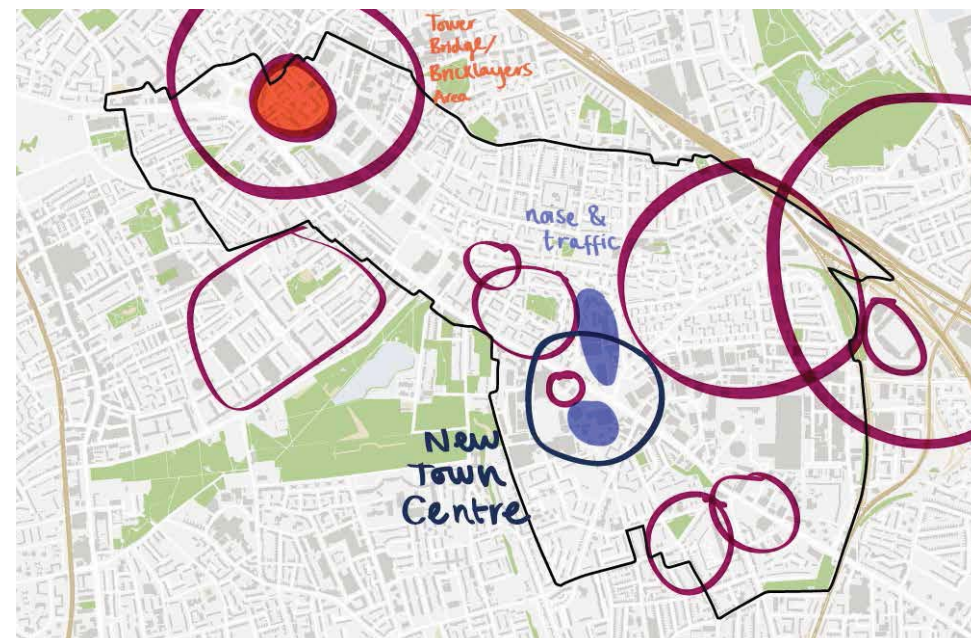 Tower
Bridge/
Bricklayers
Area
noise &
traffic
New
Town
Centre